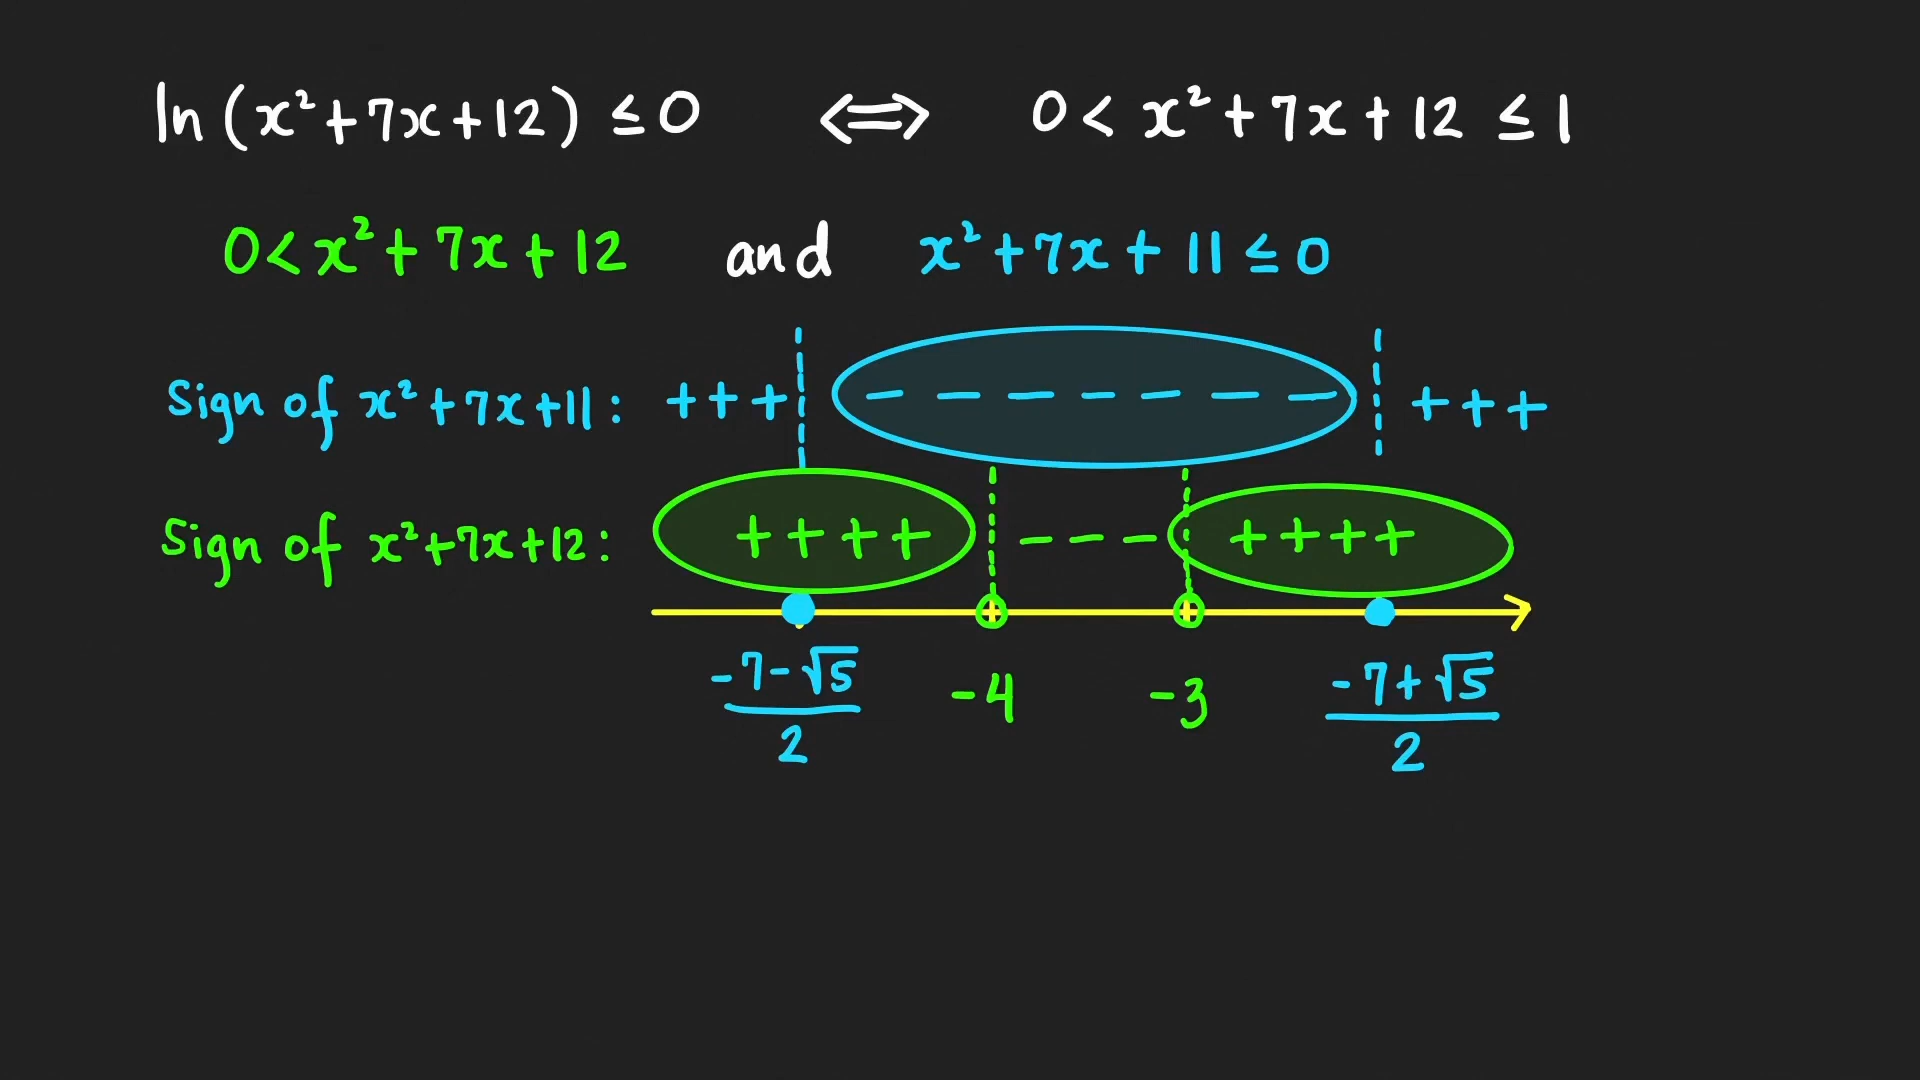 ln(x²+7x+12) ≤ 0 ⟺ 0 < x²+7x+12 ≤ 1
0 < x²+7x+12 and x²+7x+11 ≤ 0
Sign of x²+7x+11: +++ − − − − − − − +++
Sign of x²+7x+12: ++++ − − − ++++
(-7-√5)/2 -4 -3 (-7+√5)/2